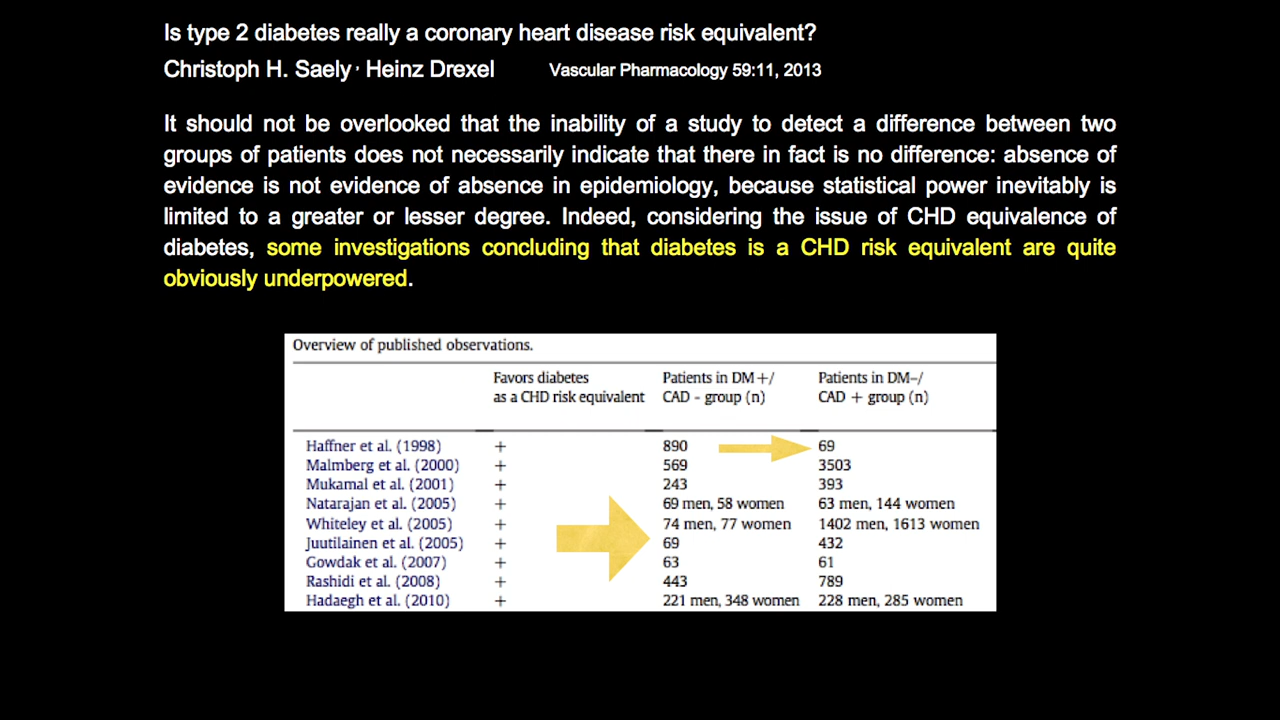 Is type 2 diabetes really a coronary heart disease risk equivalent?
Christoph H. Saely · Heinz Drexel Vascular Pharmacology 59:11, 2013
It should not be overlooked that the inability of a study to detect a difference between two
groups of patients does not necessarily indicate that there in fact is no difference: absence of
evidence is not evidence of absence in epidemiology, because statistical power inevitably is
limited to a greater or lesser degree. Indeed, considering the issue of CHD equivalence of
diabetes, some investigations concluding that diabetes is a CHD risk equivalent are quite
obviously underpowered.
Overview of published observations.
Favors diabetes Patients in DM+/ Patients in DM−/
as a CHD risk equivalent CAD - group (n) CAD + group (n)
Haffner et al. (1998) + 890 69
Malmberg et al. (2000) + 569 3503
Mukamal et al. (2001) + 243 393
Natarajan et al. (2005) + 69 men, 58 women 63 men, 144 women
Whiteley et al. (2005) + 74 men, 77 women 1402 men, 1613 women
Juutilainen et al. (2005) + 69 432
Gowdak et al. (2007) + 63 61
Rashidi et al. (2008) + 443 789
Hadaegh et al. (2010) + 221 men, 348 women 228 men, 285 women